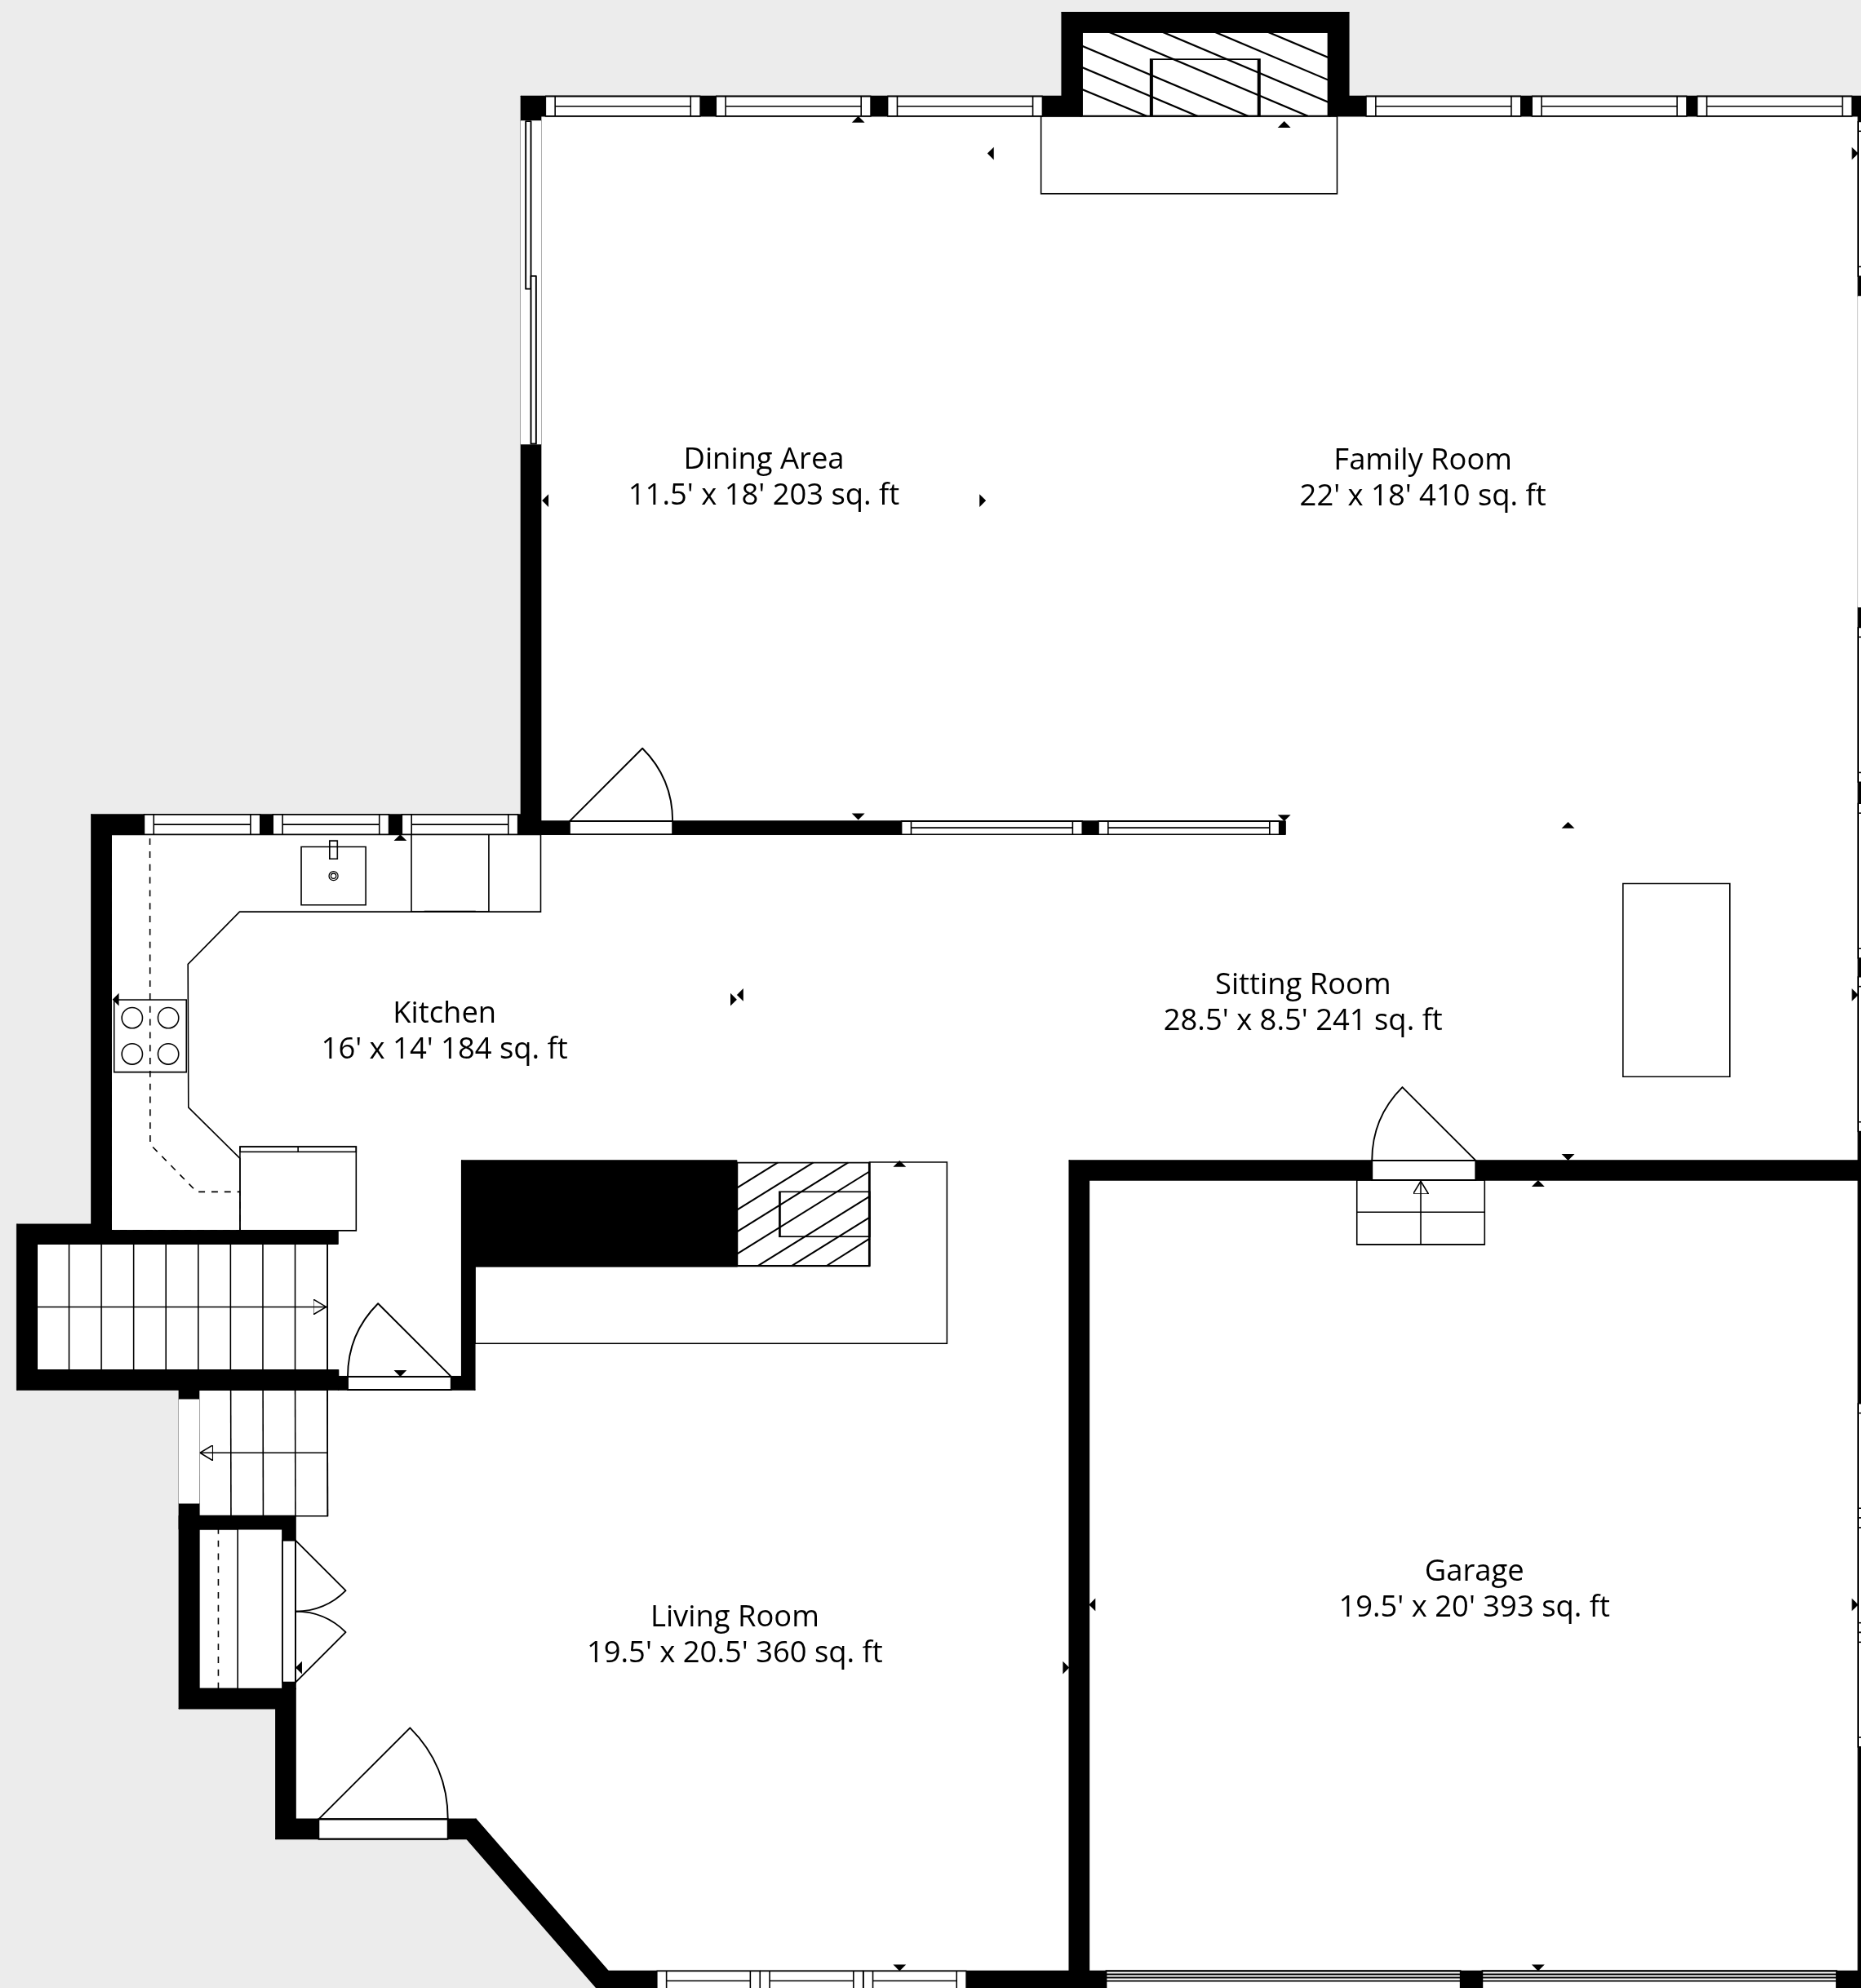 Dining Area
11.5' x 18' 203 sq. ft
Family Room
22' x 18' 410 sq. ft
Sitting Room
28.5' x 8.5' 241 sq. ft
Kitchen
16' x 14' 184 sq. ft
Garage
19.5' x 20' 393 sq. ft
Living Room
19.5' x 20.5' 360 sq. ft